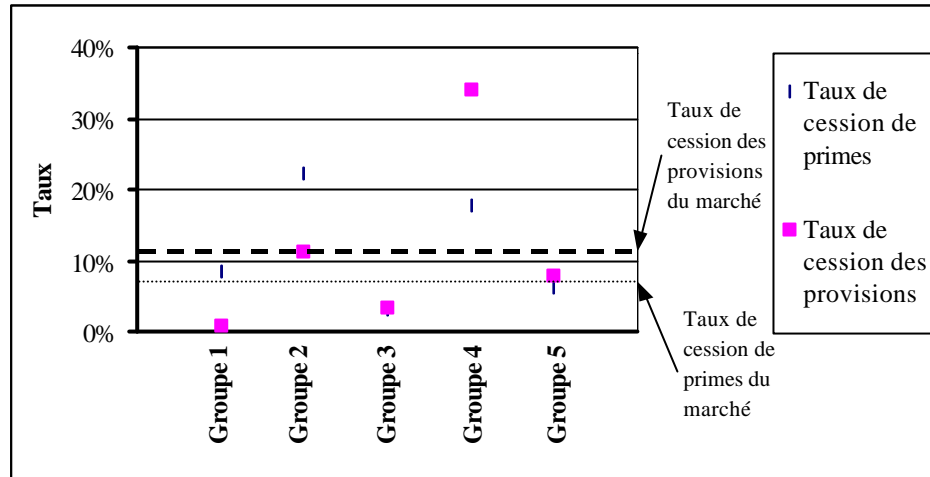 40%
30%
20%
10%
0%
Taux
Groupe 1
Groupe 2
Groupe 3
Groupe 4
Groupe 5
Taux de
cession des
provisions
du marché
Taux de
cession de
primes du
marché
Taux de
cession de
primes
Taux de
cession des
provisions